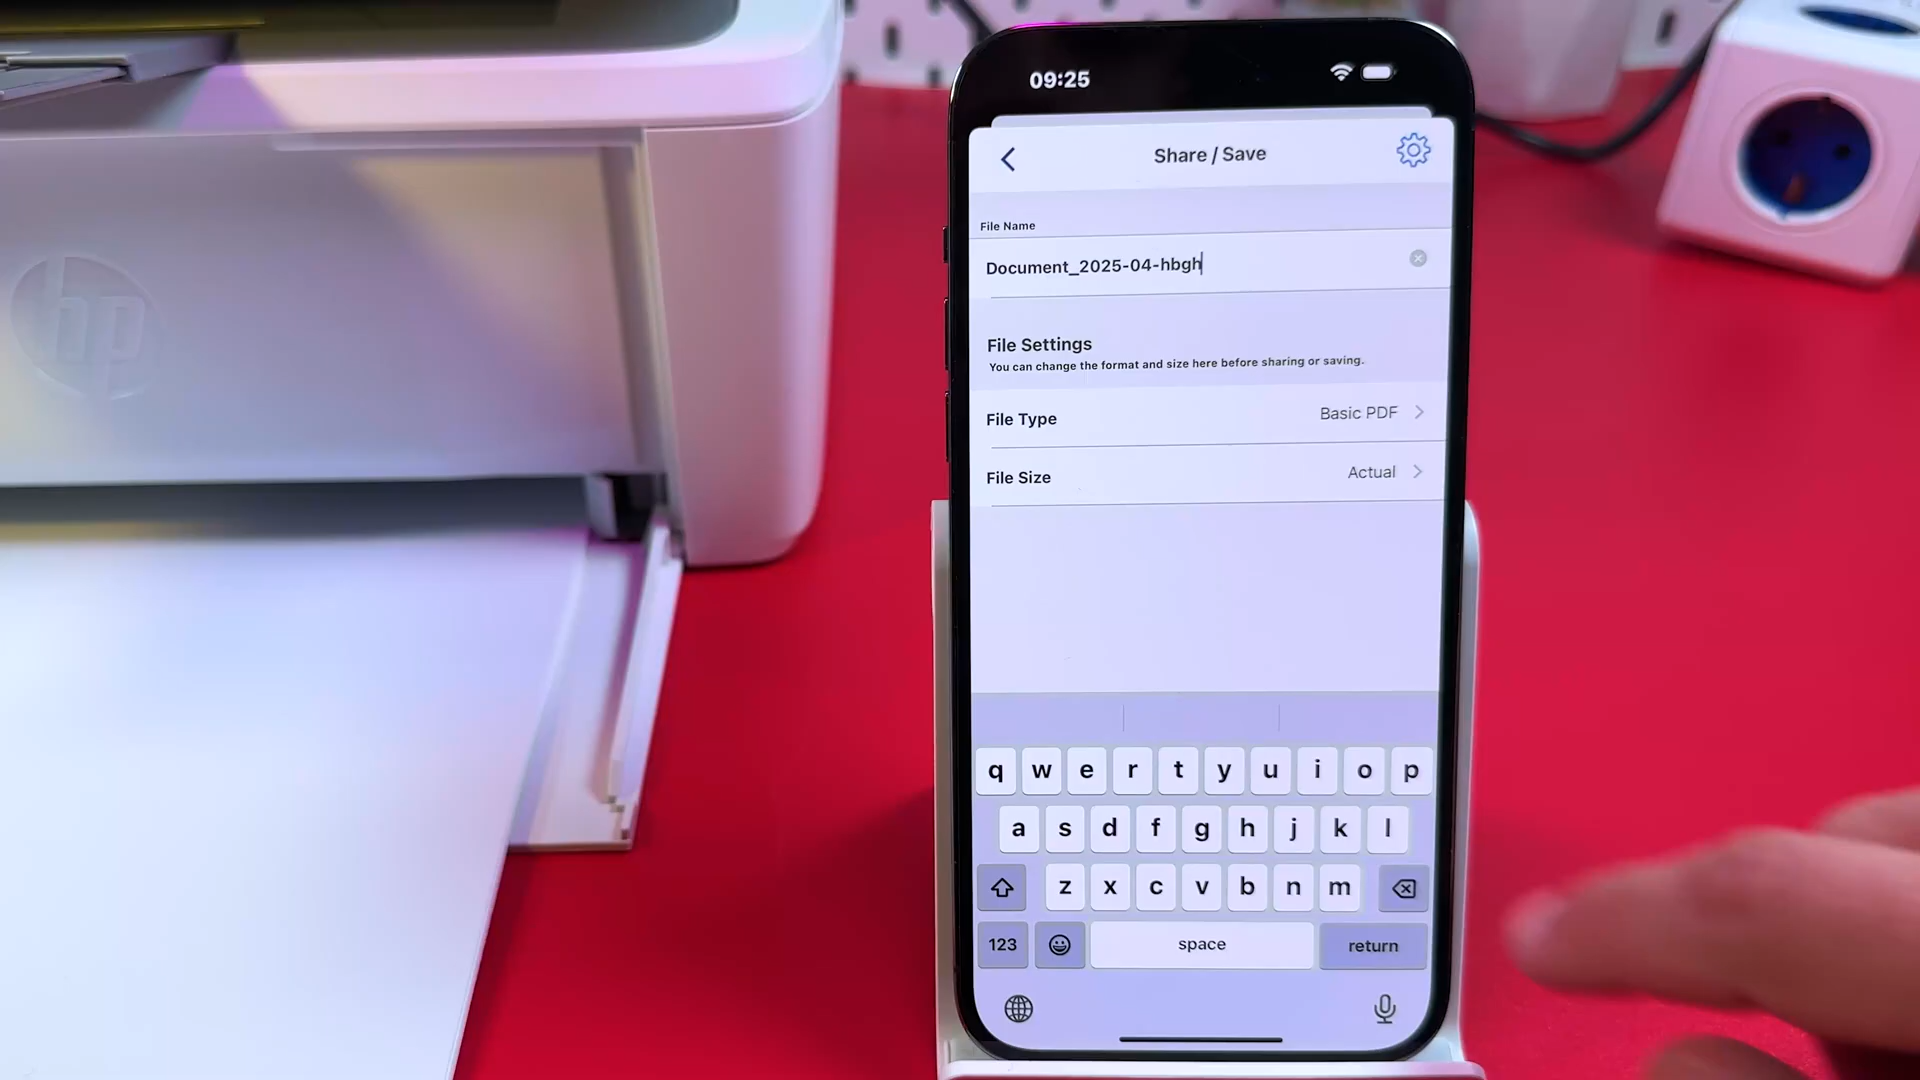 hp
09:25
Share / Save
File Name
Document_2025-04-hbgh
File Settings
You can change the format and size here before sharing or saving.
File Type Basic PDF
File Size Actual
q w e r t y u i o p
a s d f g h j k l
z x c v b n m
123 space return